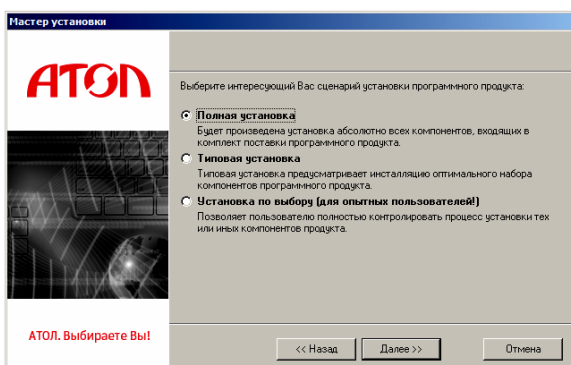 Мастер установки
АТОЛ
Выберите интересующий Вас сценарий установки программного продукта:
Полная установка
Будет произведена установка абсолютно всех компонентов, входящих в
комплект поставки программного продукта.
Типовая установка
Типовая установка предусматривает инсталляцию оптимального набора
компонентов программного продукта.
Установка по выбору (для опытных пользователей!)
Позволяет пользователю полностью контролировать процесс установки тех
или иных компонентов продукта.
АТОЛ. Выбираете Вы!
<< Назад
Далее >>
Отмена